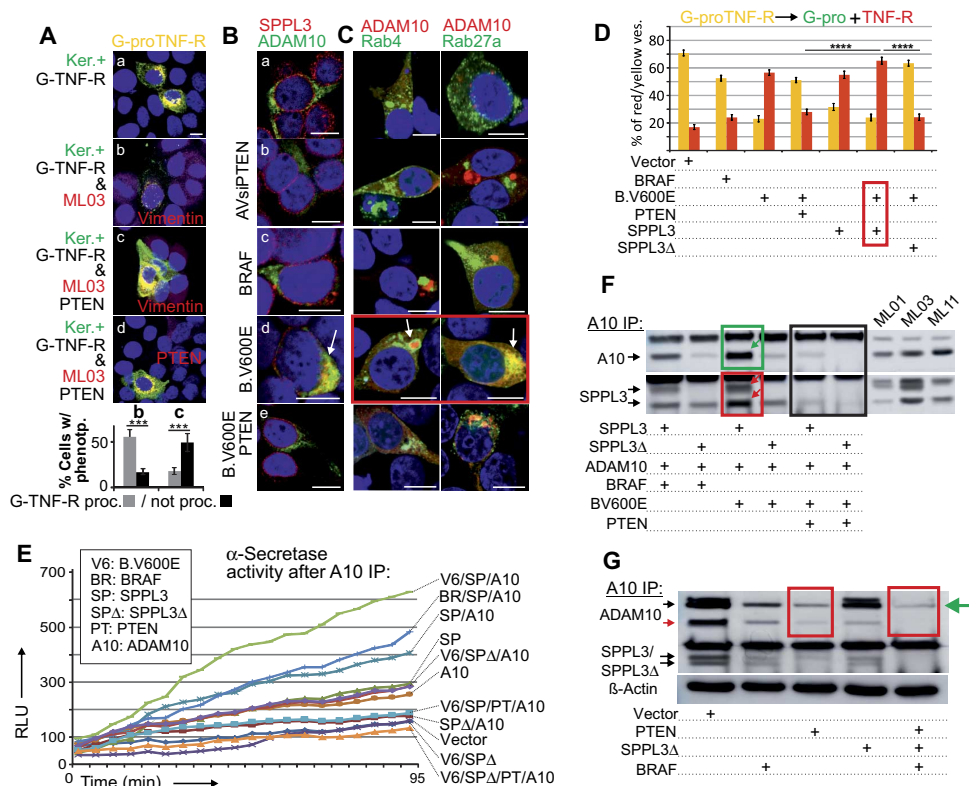 A
G-proTNF-R
Ker.+
G-TNF-R
a
Ker.+
G-TNF-R
&
ML03
b
Vimentin
Ker.+
G-TNF-R
&
ML03
PTEN
c
Vimentin
Ker.+
G-TNF-R
&
ML03
PTEN
d
PTEN
% Cells w/
phenotp.
50
0
b
***
c
***
G-TNF-R proc. / not proc.
B
SPPL3
ADAM10
a
b
c
d
e
AVsiPTEN
BRAF
B.V600E
B.V600E
PTEN
C
ADAM10
Rab4
ADAM10
Rab27a
D
G-proTNF-R → G-pro + TNF-R
% of red/yellow ves.
80
60
40
20
****
****
Vector +
BRAF +
B.V600E + + + +
PTEN +
SPPL3 + +
SPPL3Δ +
E
α-Secretase
activity after A10 IP:
V6: B.V600E
BR: BRAF
SP: SPPL3
SPΔ: SPPL3Δ
PT: PTEN
A10: ADAM10
RLU
700
500
300
100
0
0
Time (min)
95
V6/SP/A10
BR/SP/A10
SP/A10
SP
V6/SPΔ/A10
A10
V6/SP/PT/A10
SPΔ/A10
Vector
V6/SPΔ
V6/SPΔ/PT/A10
F
A10 IP:
ML01
ML03
ML11
A10
SPPL3
SPPL3 + + +
SPPL3Δ + + +
ADAM10 + + + + + +
BRAF + +
BV600E + + + +
PTEN + +
G
A10 IP:
ADAM10
SPPL3/
SPPL3Δ
ß-Actin
Vector +
PTEN + +
SPPL3Δ + +
BRAF + +